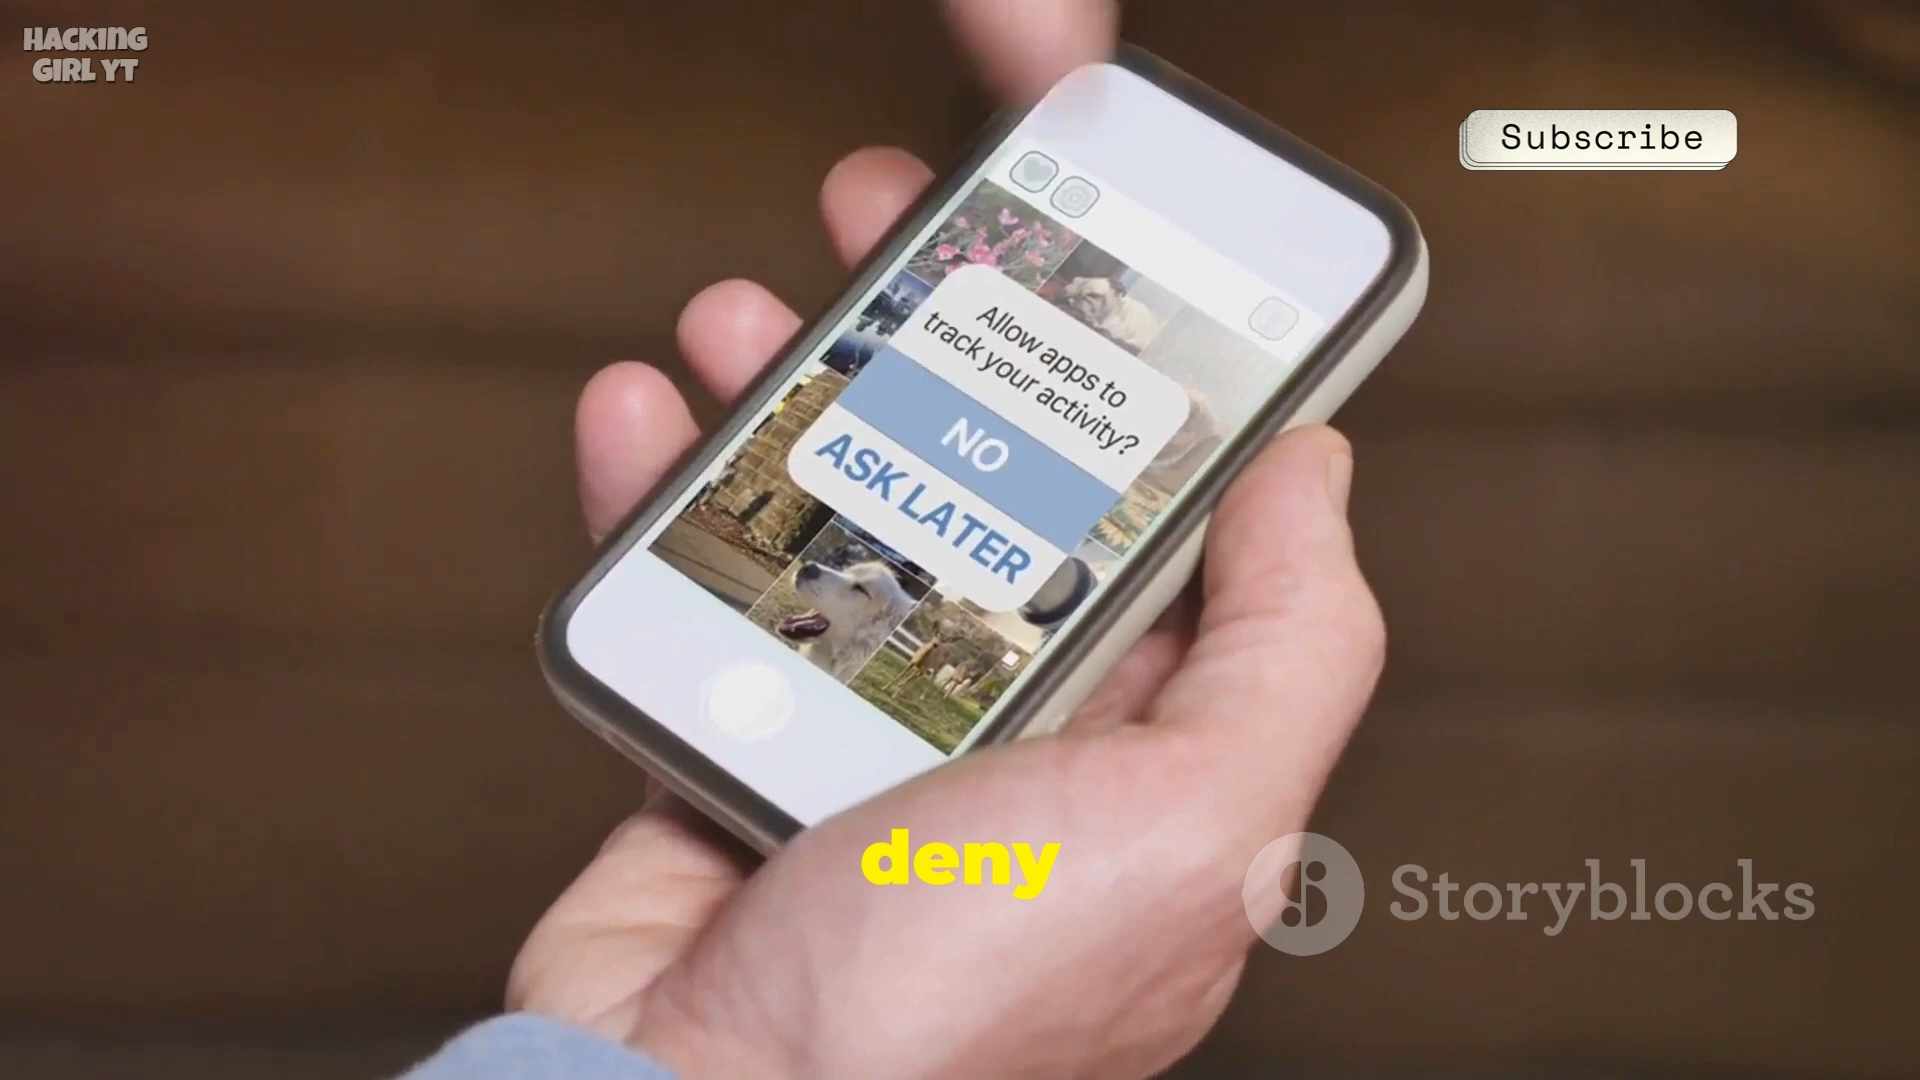 HACKING
GIRL YT
Subscribe
Allow apps to
track your activity?
NO
ASK LATER
deny
Storyblocks